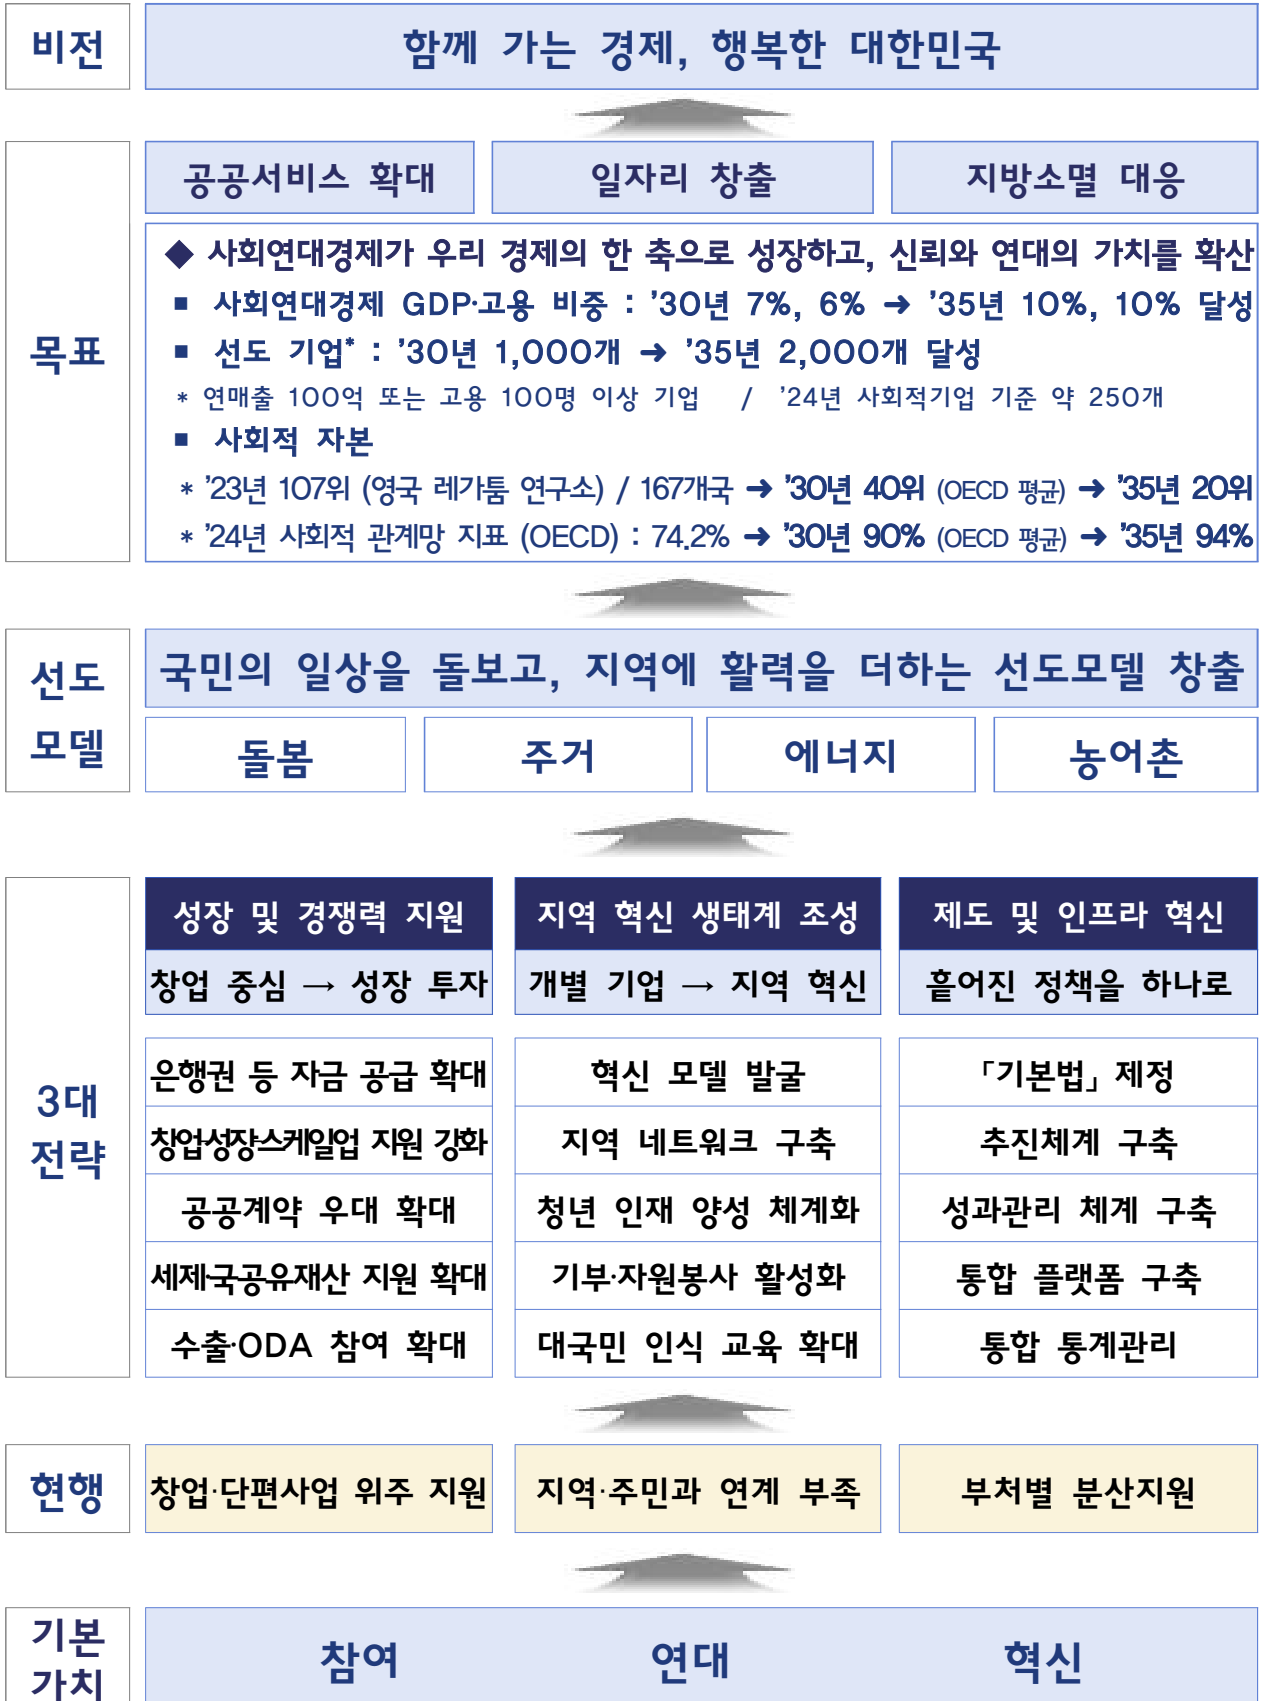 비전
함께 가는 경제, 행복한 대한민국
목표
공공서비스 확대
일자리 창출
지방소멸 대응
◆ 사회연대경제가 우리 경제의 한 축으로 성장하고, 신뢰와 연대의 가치를 확산
▪ 사회연대경제 GDP·고용 비중 : ’30년 7%, 6% ➜ ’35년 10%, 10% 달성
▪ 선도 기업* : ’30년 1,000개 ➜ ’35년 2,000개 달성
* 연매출 100억 또는 고용 100명 이상 기업 / ’24년 사회적기업 기준 약 250개
▪ 사회적 자본
* ’23년 107위 (영국 레가툼 연구소) / 167개국 ➜ ’30년 40위 (OECD 평균) ➜ ’35년 20위
* ’24년 사회적 관계망 지표 (OECD) : 74.2% ➜ ’30년 90% (OECD 평균) ➜ ’35년 94%
선도
모델
국민의 일상을 돌보고, 지역에 활력을 더하는 선도모델 창출
돌봄
주거
에너지
농어촌
3대
전략
성장 및 경쟁력 지원
지역 혁신 생태계 조성
제도 및 인프라 혁신
창업 중심 → 성장 투자
개별 기업 → 지역 혁신
흩어진 정책을 하나로
은행권 등 자금 공급 확대
혁신 모델 발굴
「기본법」 제정
창업·성장·스케일업 지원 강화
지역 네트워크 구축
추진체계 구축
공공계약 우대 확대
청년 인재 양성 체계화
성과관리 체계 구축
세제·국공유재산 지원 확대
기부·자원봉사 활성화
통합 플랫폼 구축
수출·ODA 참여 확대
대국민 인식 교육 확대
통합 통계관리
현행
창업·단편사업 위주 지원
지역·주민과 연계 부족
부처별 분산지원
기본
가치
참여
연대
혁신